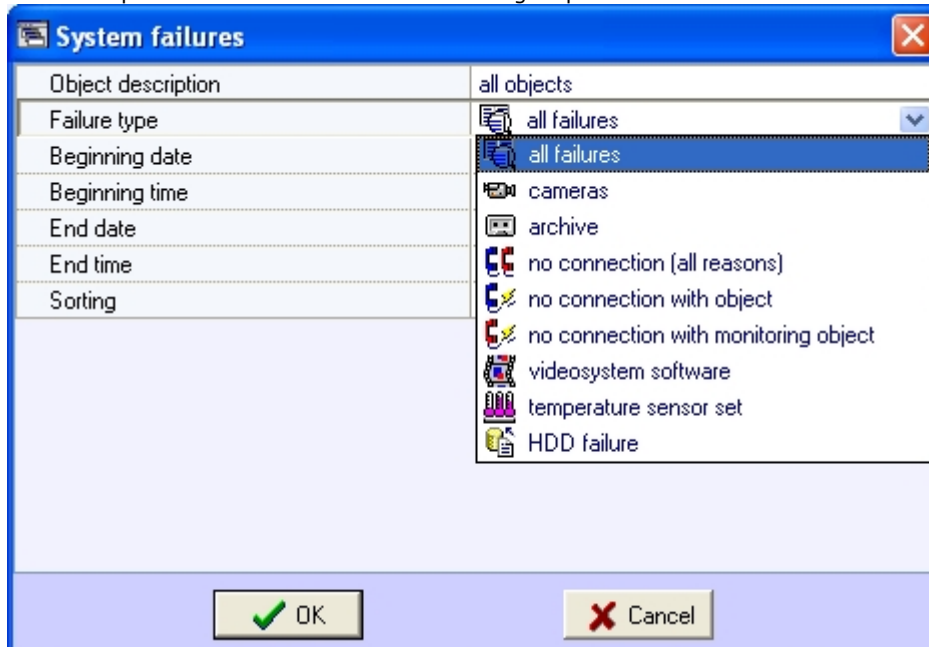 System failures
Object description all objects
Failure type all failures
Beginning date all failures
Beginning time cameras
End date archive
End time no connection (all reasons)
Sorting no connection with object
no connection with monitoring object
videosystem software
temperature sensor set
HDD failure
OK Cancel